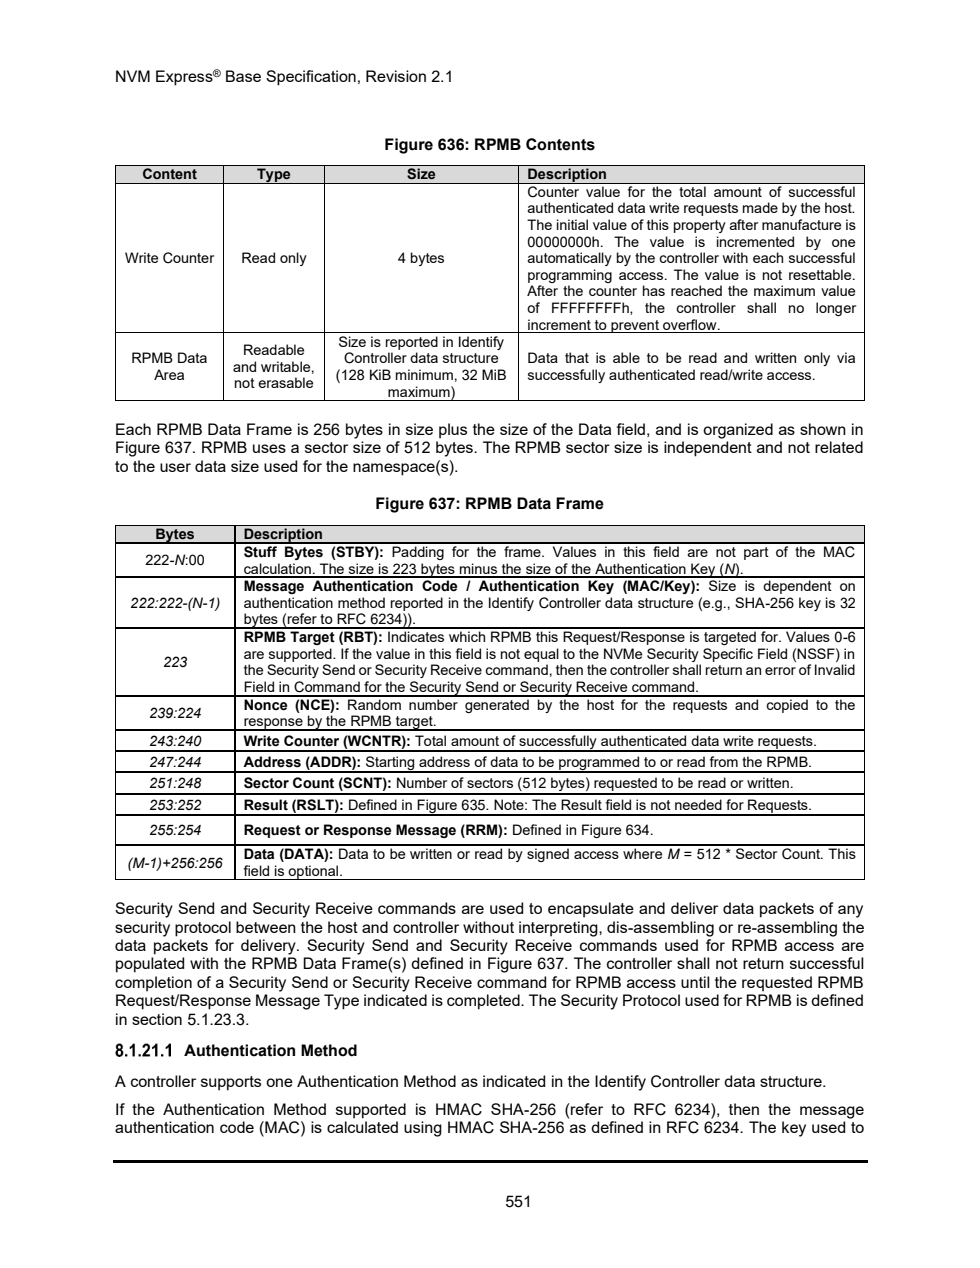 NVM Express® Base Specification, Revision 2.1
Figure 636: RPMB Contents
Content Type Size Description
Write Counter Read only 4 bytes
Counter value for the total amount of successful
authenticated data write requests made by the host.
The initial value of this property after manufacture is
00000000h. The value is incremented by one
automatically by the controller with each successful
programming access. The value is not resettable.
After the counter has reached the maximum value
of FFFFFFFFh, the controller shall no longer
increment to prevent overflow.
RPMB Data
Area
Readable
and writable,
not erasable
Size is reported in Identify
Controller data structure
(128 KiB minimum, 32 MiB
maximum)
Data that is able to be read and written only via
successfully authenticated read/write access.
Each RPMB Data Frame is 256 bytes in size plus the size of the Data field, and is organized as shown in
Figure 637. RPMB uses a sector size of 512 bytes. The RPMB sector size is independent and not related
to the user data size used for the namespace(s).
Figure 637: RPMB Data Frame
Bytes Description
222-N:00
Stuff Bytes (STBY): Padding for the frame. Values in this field are not part of the MAC
calculation. The size is 223 bytes minus the size of the Authentication Key (N).
222:222-(N-1)
Message Authentication Code / Authentication Key (MAC/Key): Size is dependent on
authentication method reported in the Identify Controller data structure (e.g., SHA-256 key is 32
bytes (refer to RFC 6234)).
223
RPMB Target (RBT): Indicates which RPMB this Request/Response is targeted for. Values 0-6
are supported. If the value in this field is not equal to the NVMe Security Specific Field (NSSF) in
the Security Send or Security Receive command, then the controller shall return an error of Invalid
Field in Command for the Security Send or Security Receive command.
239:224
Nonce (NCE): Random number generated by the host for the requests and copied to the
response by the RPMB target.
243:240 Write Counter (WCNTR): Total amount of successfully authenticated data write requests.
247:244 Address (ADDR): Starting address of data to be programmed to or read from the RPMB.
251:248 Sector Count (SCNT): Number of sectors (512 bytes) requested to be read or written.
253:252 Result (RSLT): Defined in Figure 635. Note: The Result field is not needed for Requests.
255:254 Request or Response Message (RRM): Defined in Figure 634.
(M-1)+256:256
Data (DATA): Data to be written or read by signed access where M = 512 * Sector Count. This
field is optional.
Security Send and Security Receive commands are used to encapsulate and deliver data packets of any
security protocol between the host and controller without interpreting, dis-assembling or re-assembling the
data packets for delivery. Security Send and Security Receive commands used for RPMB access are
populated with the RPMB Data Frame(s) defined in Figure 637. The controller shall not return successful
completion of a Security Send or Security Receive command for RPMB access until the requested RPMB
Request/Response Message Type indicated is completed. The Security Protocol used for RPMB is defined
in section 5.1.23.3.
8.1.21.1 Authentication Method
A controller supports one Authentication Method as indicated in the Identify Controller data structure.
If the Authentication Method supported is HMAC SHA-256 (refer to RFC 6234), then the message
authentication code (MAC) is calculated using HMAC SHA-256 as defined in RFC 6234. The key used to
551